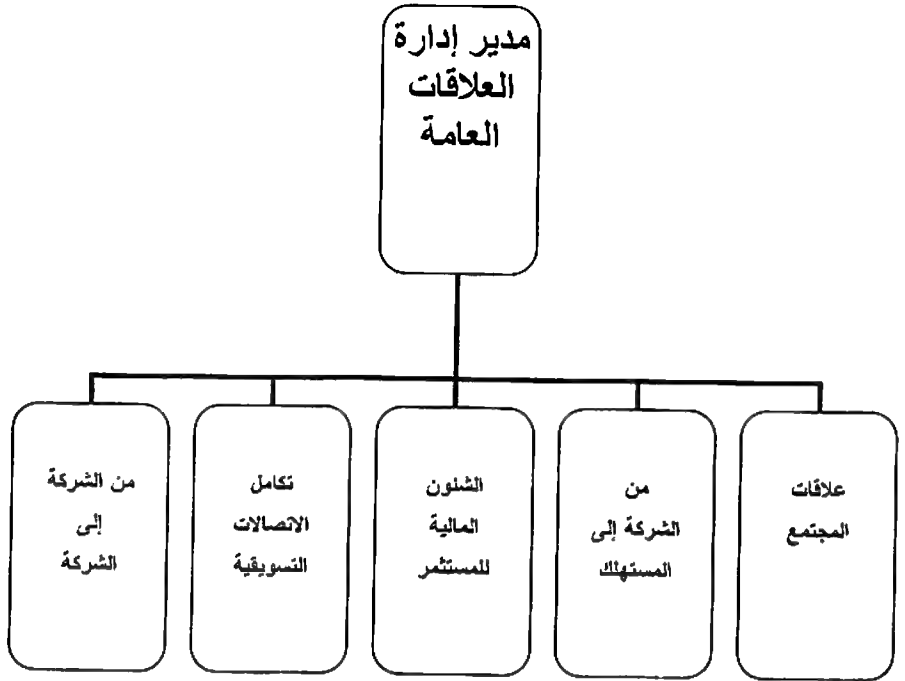 مدير إدارة
العلاقات
العامة
علاقات
المجتمع
من
الشركة إلى
المستهلك
الشئون
المالية
للمستثمر
تكامل
الاتصالات
التسويقية
من الشركة
إلى
الشركة